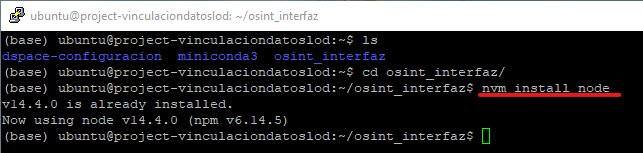 ubuntu@project-vinculaciondatoslod: ~/osint_interfaz
(base) ubuntu@project-vinculaciondatoslod:~$ ls
dspace-configuracion  miniconda3  osint_interfaz
(base) ubuntu@project-vinculaciondatoslod:~$ cd osint_interfaz/
(base) ubuntu@project-vinculaciondatoslod:~/osint_interfaz$ nvm install node
v14.4.0 is already installed.
Now using node v14.4.0 (npm v6.14.5)
(base) ubuntu@project-vinculaciondatoslod:~/osint_interfaz$